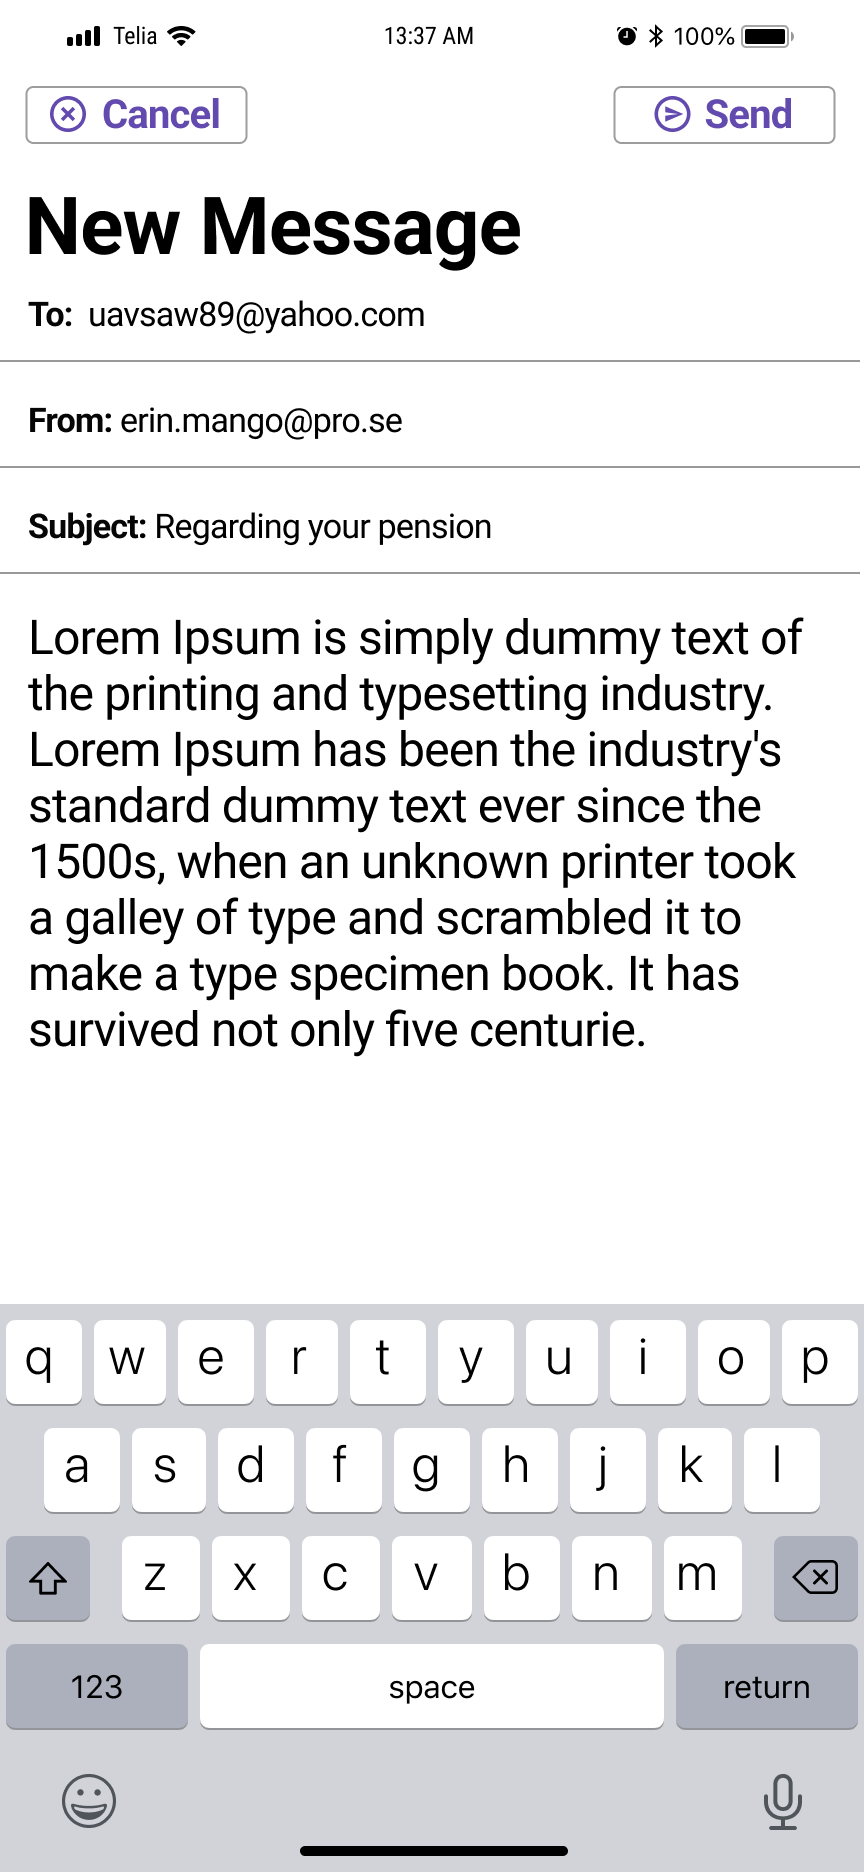 Telia 13:37 AM 100%
Cancel Send
New Message
To: uavsaw89@yahoo.com
From: erin.mango@pro.se
Subject: Regarding your pension
Lorem Ipsum is simply dummy text of
the printing and typesetting industry.
Lorem Ipsum has been the industry's
standard dummy text ever since the
1500s, when an unknown printer took
a galley of type and scrambled it to
make a type specimen book. It has
survived not only five centurie.
q w e r t y u i o p
a s d f g h j k l
z x c v b n m
123 space return